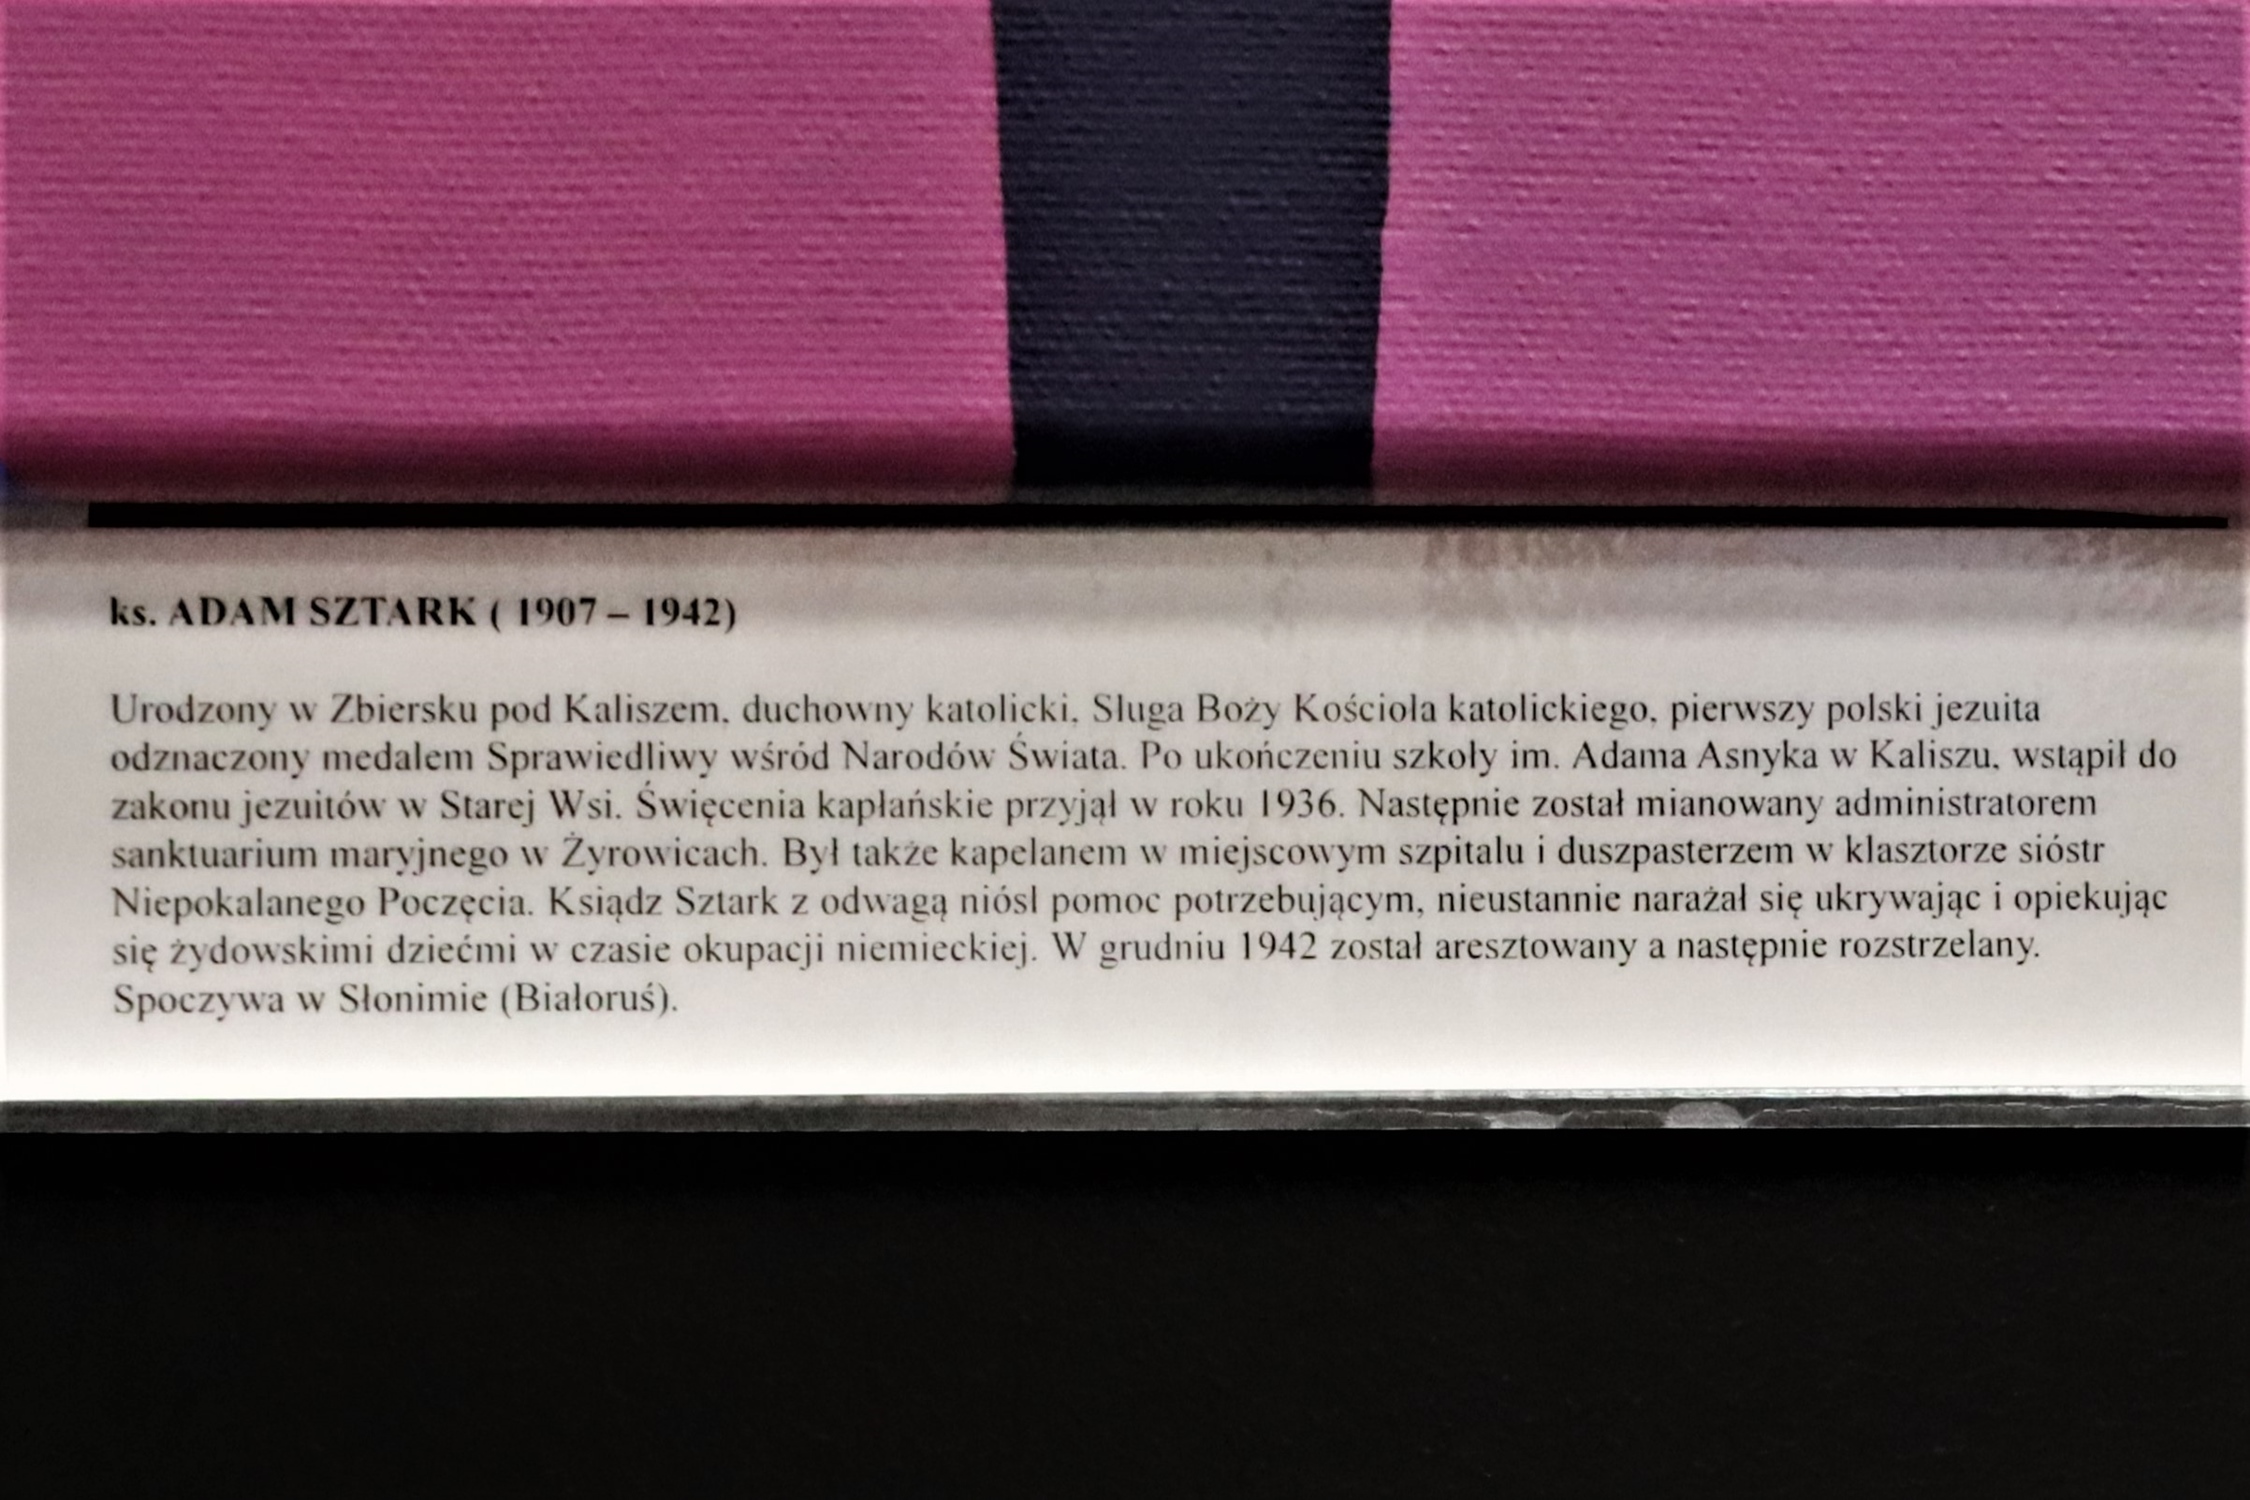 ks. ADAM SZTARK ( 1907 – 1942)
Urodzony w Zbiersku pod Kaliszem, duchowny katolicki, Sługa Boży Kościoła katolickiego, pierwszy polski jezuita
odznaczony medalem Sprawiedliwy wśród Narodów Świata. Po ukończeniu szkoły im. Adama Asnyka w Kaliszu, wstąpił do
zakonu jezuitów w Starej Wsi. Święcenia kapłańskie przyjął w roku 1936. Następnie został mianowany administratorem
sanktuarium maryjnego w Żyrowicach. Był także kapelanem w miejscowym szpitalu i duszpasterzem w klasztorze sióstr
Niepokalanego Poczęcia. Ksiądz Sztark z odwagą niósł pomoc potrzebującym, nieustannie narażał się ukrywając i opiekując
się żydowskimi dziećmi w czasie okupacji niemieckiej. W grudniu 1942 został aresztowany a następnie rozstrzelany.
Spoczywa w Słonimie (Białoruś).